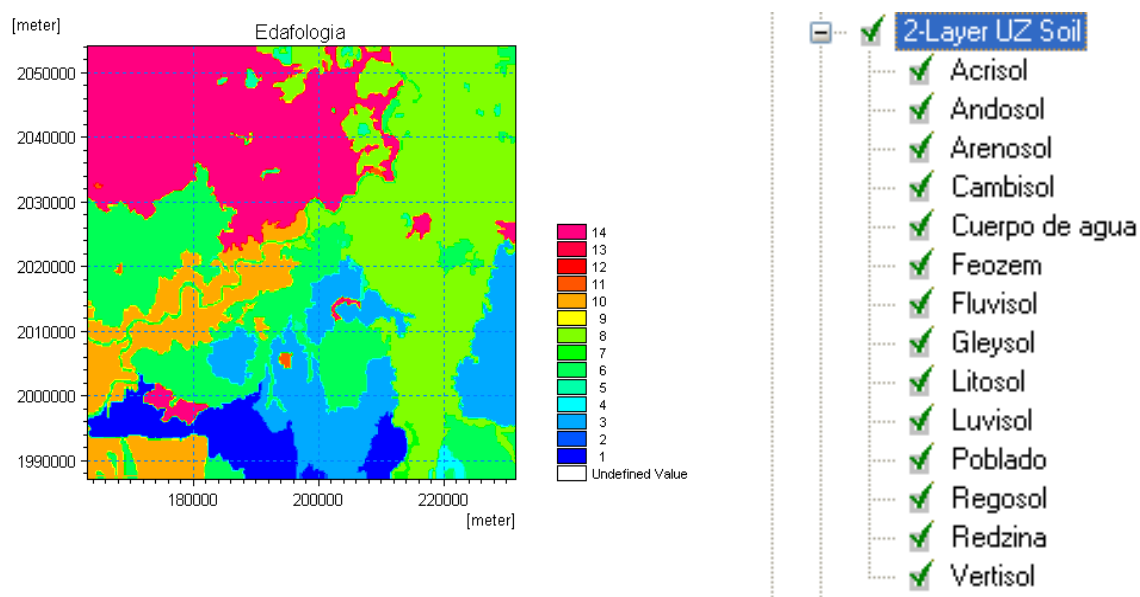 [meter]
Edafologia
2050000
2040000
2030000
2020000
2010000
2000000
1990000
180000
200000
220000
[meter]
14
13
12
11
10
9
8
7
6
5
4
3
2
1
Undefined Value
2-Layer UZ Soil
Acrisol
Andosol
Arenosol
Cambisol
Cuerpo de agua
Feozem
Fluvisol
Gleysol
Litosol
Luvisol
Poblado
Regosol
Redzina
Vertisol